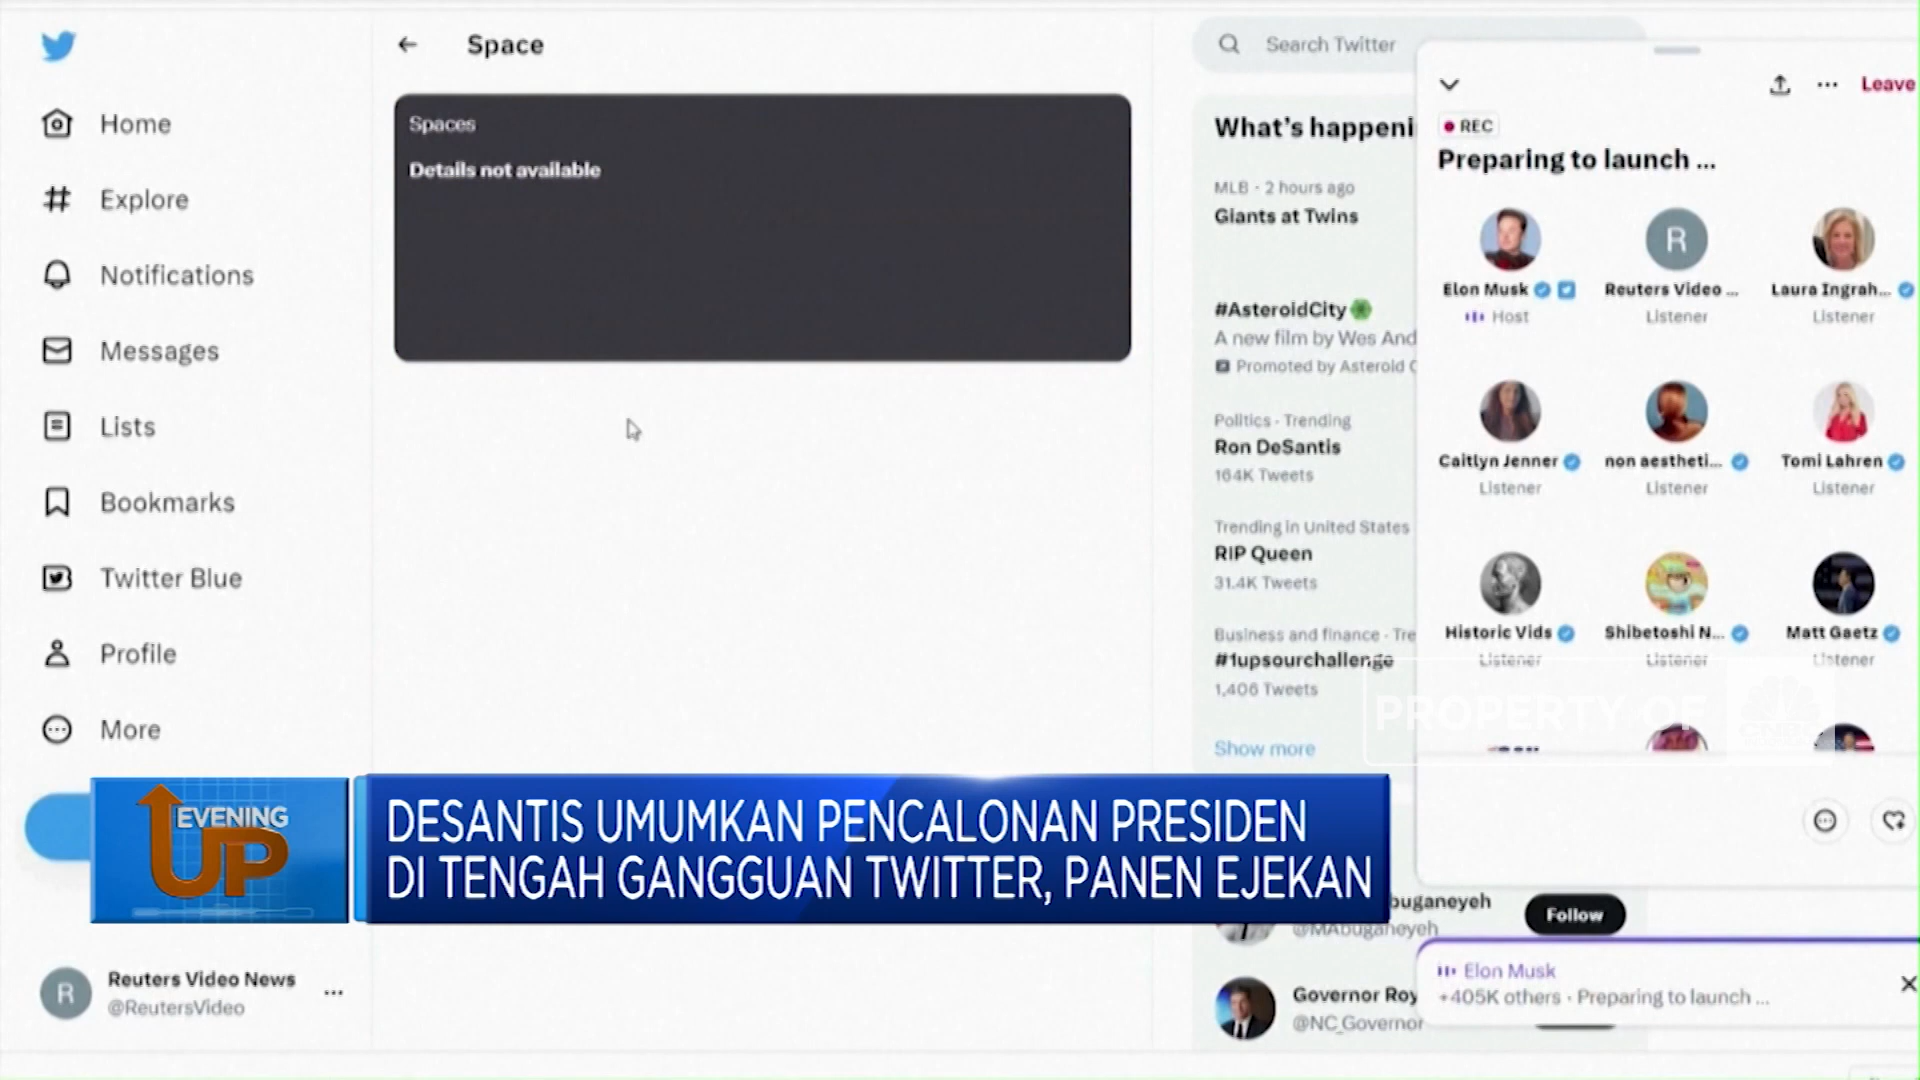 Home
Explore
Notifications
Messages
Lists
Bookmarks
Twitter Blue
Profile
More
R
Reuters Video News
@ReutersVideo
Space
Spaces
Details not available
Search Twitter
What's happeni
MLB · 2 hours ago
Giants at Twins
#AsteroidCity
A new film by Wes And
Promoted by Asteroid C
Politics · Trending
Ron DeSantis
164K Tweets
Trending in United States
RIP Queen
31.4K Tweets
Business and finance · Tre
#1upsourchallenge
1,406 Tweets
Show more
buganeyeh
@MAbuganeyeh
Follow
Governor Roy
@NC_Governor
Leave
REC
Preparing to launch ...
R
Elon Musk
Reuters Video ...
Laura Ingrah...
Host
Listener
Listener
Caitlyn Jenner
non aestheti...
Tomi Lahren
Listener
Listener
Listener
Historic Vids
Shibetoshi N...
Matt Gaetz
Listener
Listener
Listener
PROPERTY OF
Elon Musk
+405K others · Preparing to launch ...
EVENING
UP
DESANTIS UMUMKAN PENCALONAN PRESIDEN
DI TENGAH GANGGUAN TWITTER, PANEN EJEKAN